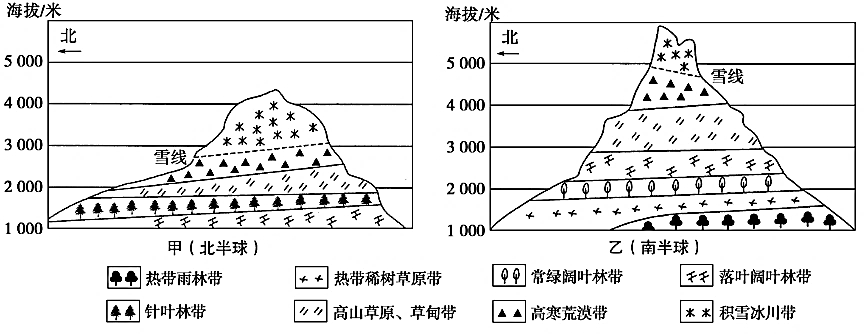 海拔/米
北
5 000
4 000
3 000
2 000
1 000
雪线
甲(北半球)
海拔/米
北
5 000
4 000
3 000
2 000
1 000
雪线
乙(南半球)
热带雨林带
热带稀树草原带
常绿阔叶林带
落叶阔叶林带
针叶林带
高山草原、草甸带
高寒荒漠带
积雪冰川带